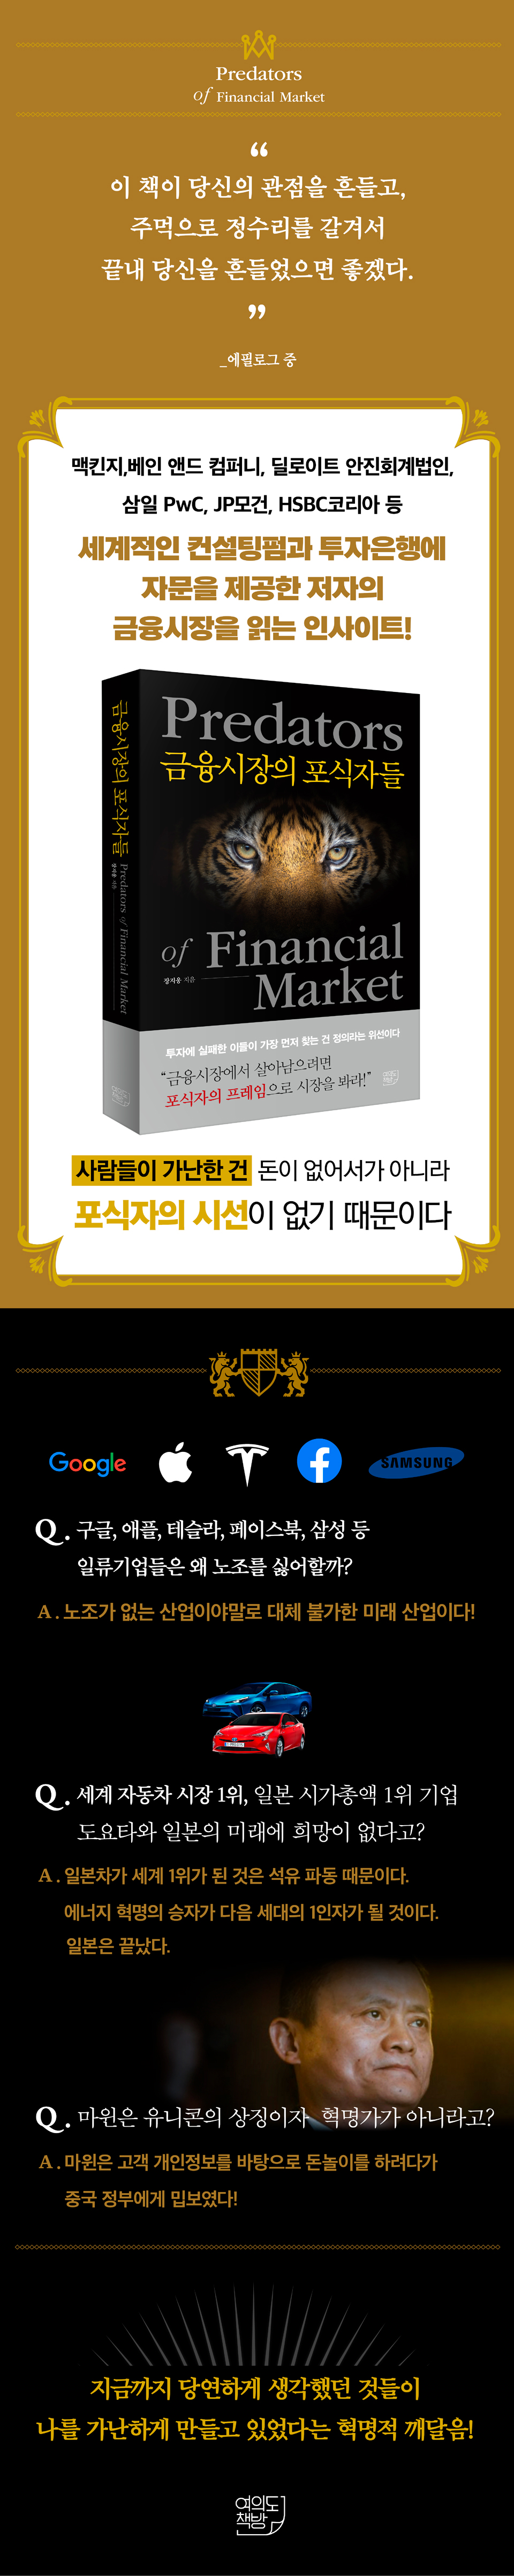 Predators
of Financial Market
“
이 책이 당신의 관점을 흔들고,
주먹으로 정수리를 갈겨서
끝내 당신을 흔들었으면 좋겠다.
”
_에필로그 중
맥킨지,베인 앤드 컴퍼니, 딜로이트 안진회계법인,
삼일 PwC, JP모건, HSBC코리아 등
세계적인 컨설팅펌과 투자은행에
자문을 제공한 저자의
금융시장을 읽는 인사이트!
금융시장의 포식자들 Predators of Financial Market
장지웅 지음
여의도
책방
Predators
금융시장의 포식자들
of Financial
장지웅 지음
Market
투자에 실패한 이들이 가장 먼저 찾는 건 정의라는 위선이다
“금융시장에서 살아남으려면
포식자의 프레임으로 시장을 봐라!”
여의도
책방
사람들이 가난한 건 돈이 없어서가 아니라
포식자의 시선이 없기 때문이다
Google
SAMSUNG
Q. 구글, 애플, 테슬라, 페이스북, 삼성 등
일류기업들은 왜 노조를 싫어할까?
A. 노조가 없는 산업이야말로 대체 불가한 미래 산업이다!
Q. 세계 자동차 시장 1위, 일본 시가총액 1위 기업
도요타와 일본의 미래에 희망이 없다고?
A. 일본차가 세계 1위가 된 것은 석유 파동 때문이다.
에너지 혁명의 승자가 다음 세대의 1인자가 될 것이다.
일본은 끝났다.
Q. 마윈은 유니콘의 상징이자 혁명가가 아니라고?
A. 마윈은 고객 개인정보를 바탕으로 돈놀이를 하려다가
중국 정부에게 밉보였다!
지금까지 당연하게 생각했던 것들이
나를 가난하게 만들고 있었다는 혁명적 깨달음!
여의도
책방